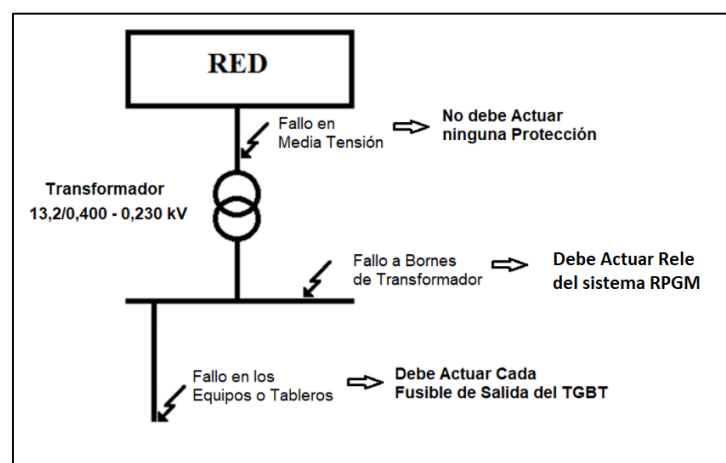 RED
Fallo en
Media Tensión
No debe Actuar
ninguna Protección
Transformador
13,2/0,400 - 0,230 kV
Fallo a Bornes
de Transformador
Debe Actuar Rele
del sistema RPGM
Fallo en los
Equipos o Tableros
Debe Actuar Cada
Fusible de Salida del TGBT